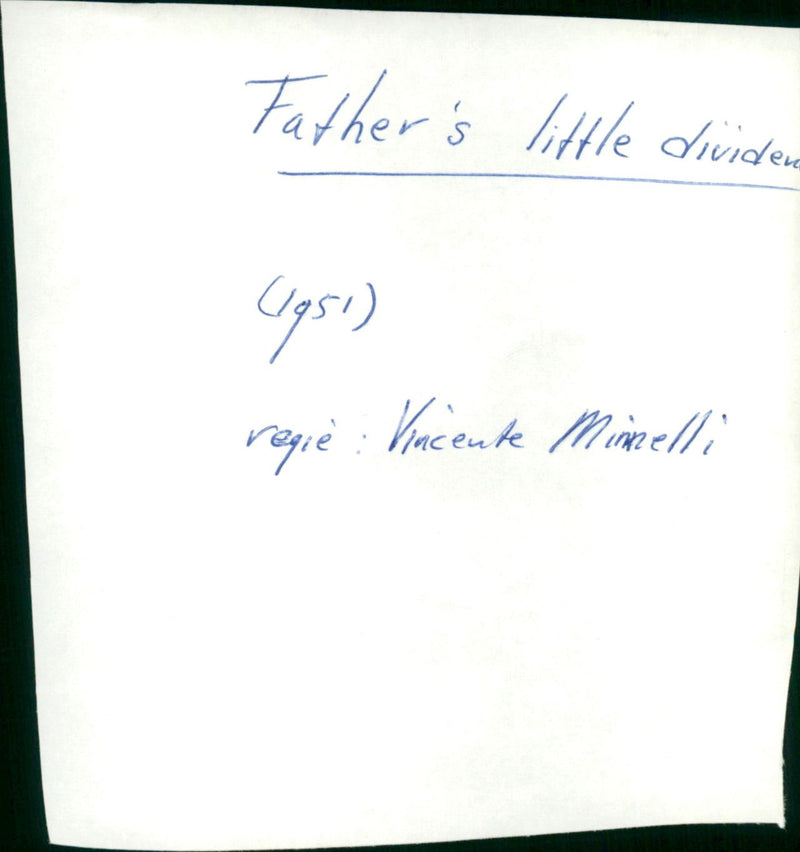 Father's little dividen
(1951)
regie : Vincente Minnelli